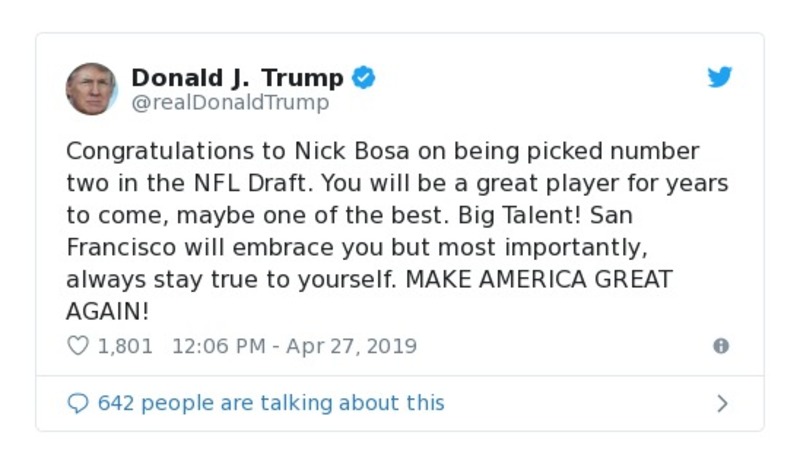 Donald J. Trump
@realDonaldTrump
Congratulations to Nick Bosa on being picked number
two in the NFL Draft. You will be a great player for years
to come, maybe one of the best. Big Talent! San
Francisco will embrace you but most importantly,
always stay true to yourself. MAKE AMERICA GREAT
AGAIN!
1,801 12:06 PM - Apr 27, 2019
642 people are talking about this